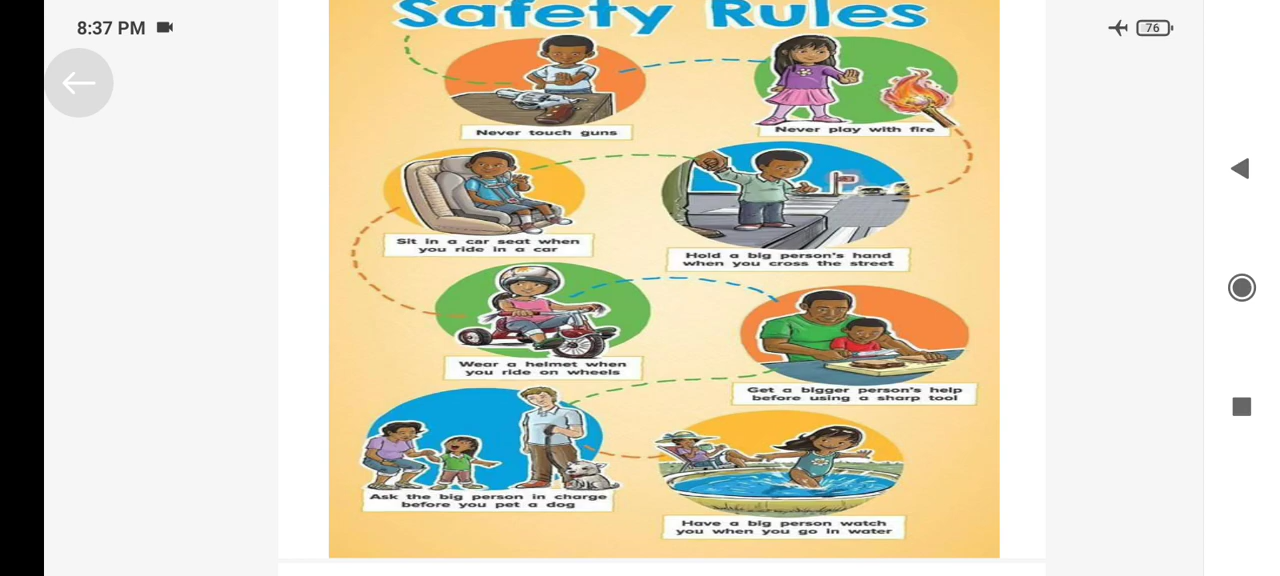 8:37 PM
76
Safety Rules
Never touch guns
Never play with fire
Sit in a car seat when
you ride in a car
Hold a big person's hand
when you cross the street
Wear a helmet when
you ride on wheels
Get a bigger person's help
before using a sharp tool
Ask the big person in charge
before you pet a dog
Have a big person watch
you when you go in water